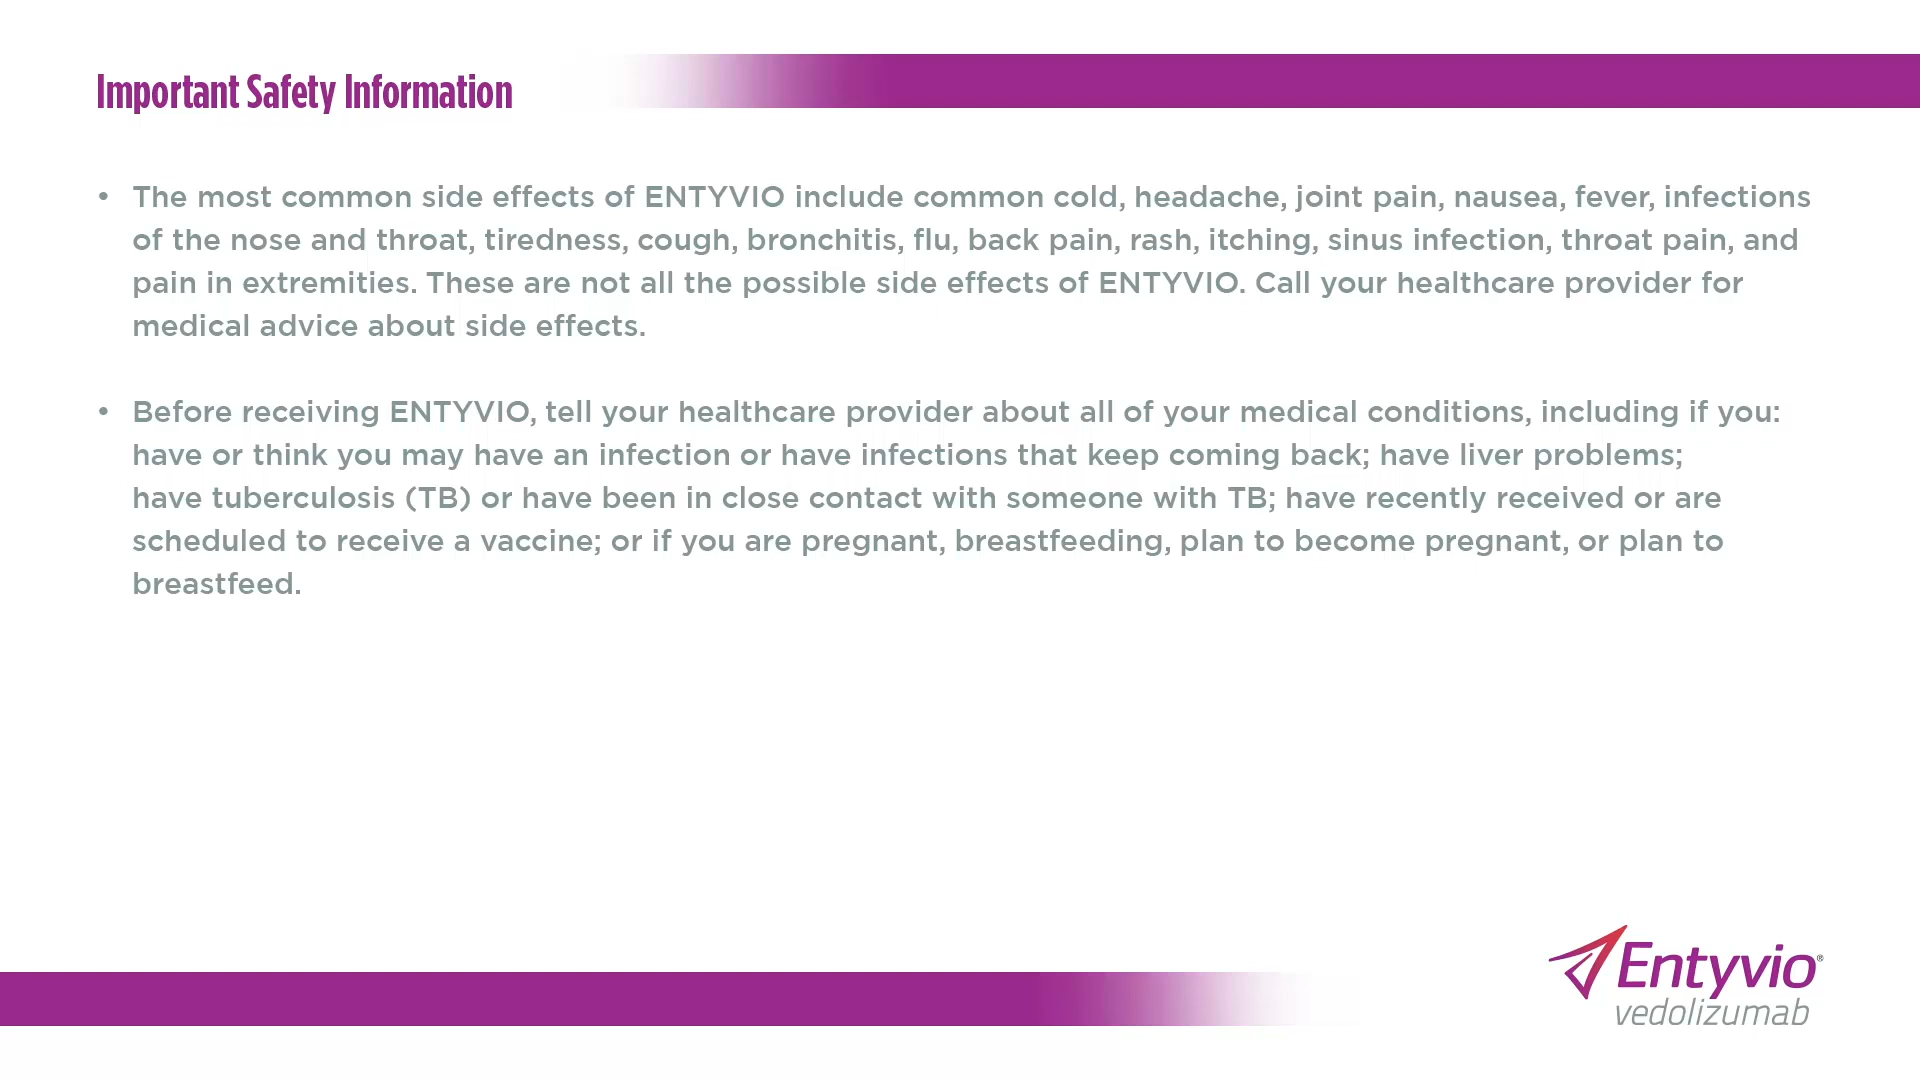 Important Safety Information
• The most common side effects of ENTYVIO include common cold, headache, joint pain, nausea, fever, infections
of the nose and throat, tiredness, cough, bronchitis, flu, back pain, rash, itching, sinus infection, throat pain, and
pain in extremities. These are not all the possible side effects of ENTYVIO. Call your healthcare provider for
medical advice about side effects.
• Before receiving ENTYVIO, tell your healthcare provider about all of your medical conditions, including if you:
have or think you may have an infection or have infections that keep coming back; have liver problems;
have tuberculosis (TB) or have been in close contact with someone with TB; have recently received or are
scheduled to receive a vaccine; or if you are pregnant, breastfeeding, plan to become pregnant, or plan to
breastfeed.
Entyvio®
vedolizumab